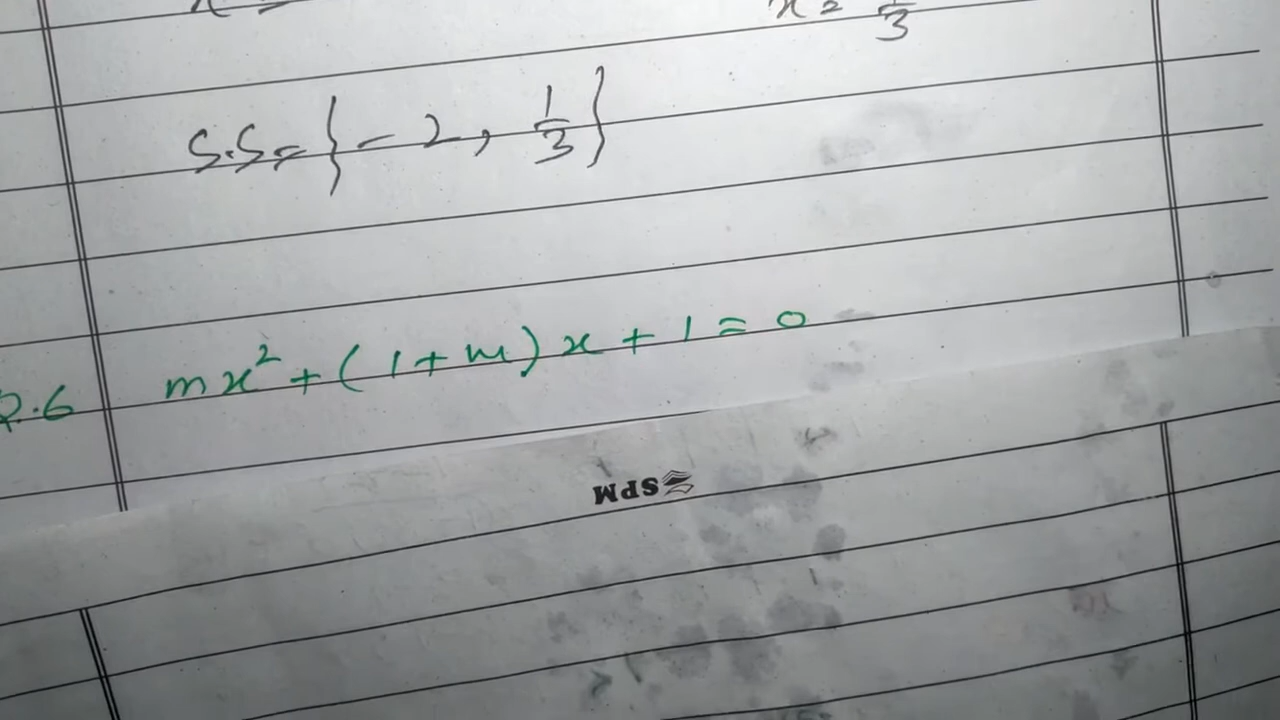 x = 1/3
S.S = {-2, 1/3}
Q.6 mx² + (1+m)x + 1 = 0
SPM